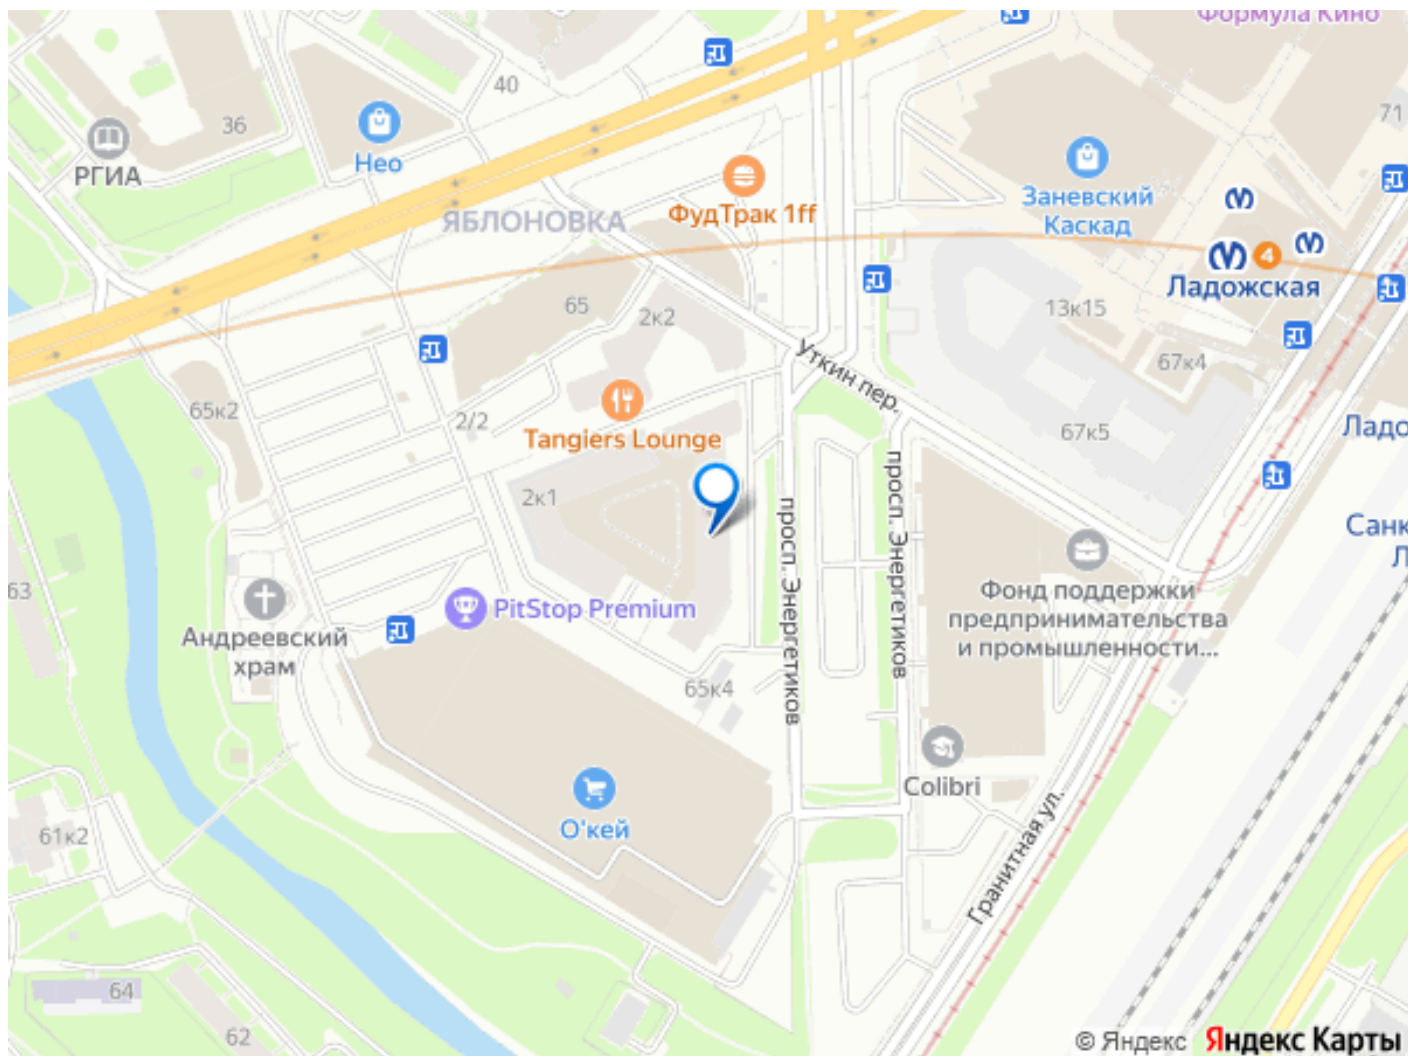 Формула Кино
40
71
36
Нео
РГИА
Заневский
Каскад
ФудТрак 1ff
ЯБЛОНОВКА
4
Ладожская
65
2к2
13к15
Уткин пер.
67к4
65к2
2/2
Tangiers Lounge
67к5
Ладо
2к1
просп. Энергетиков
просп. Энергетиков
Санк
Л
63
PitStop Premium
Фонд поддержки
предпринимательства
и промышленности...
Андреевский
храм
65к4
Colibri
О'кей
61к2
Гранитная ул.
64
62
© Яндекс Яндекс Карты